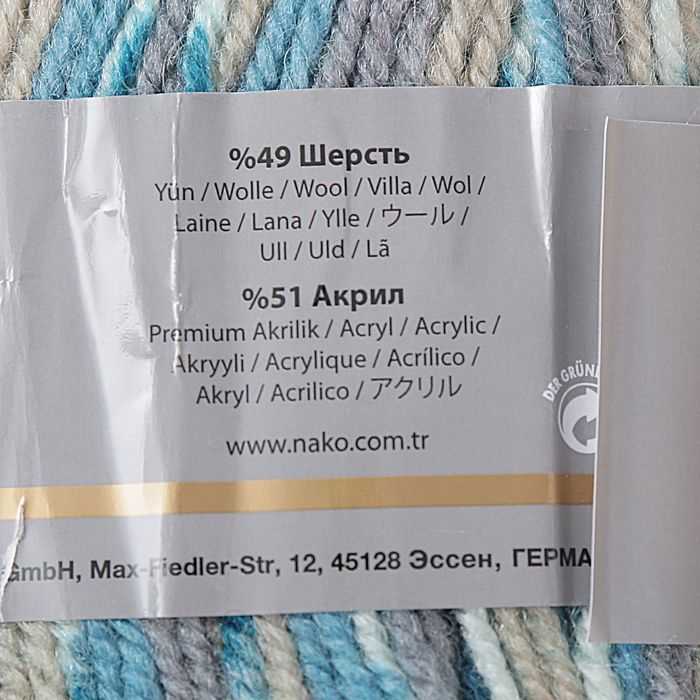 %49 Шерсть
Yün / Wolle / Wool / Villa / Wol /
Laine / Lana / Ylle / ウール /
Ull / Uld / Lã
%51 Акрил
Premium Akrilik / Acryl / Acrylic /
Akryyli / Acrylique / Acrílico /
Akryl / Acrilico / アクリル
DER GRÜN
www.nako.com.tr
GmbH, Max-Fiedler-Str, 12, 45128 Эссен, ГЕРМА